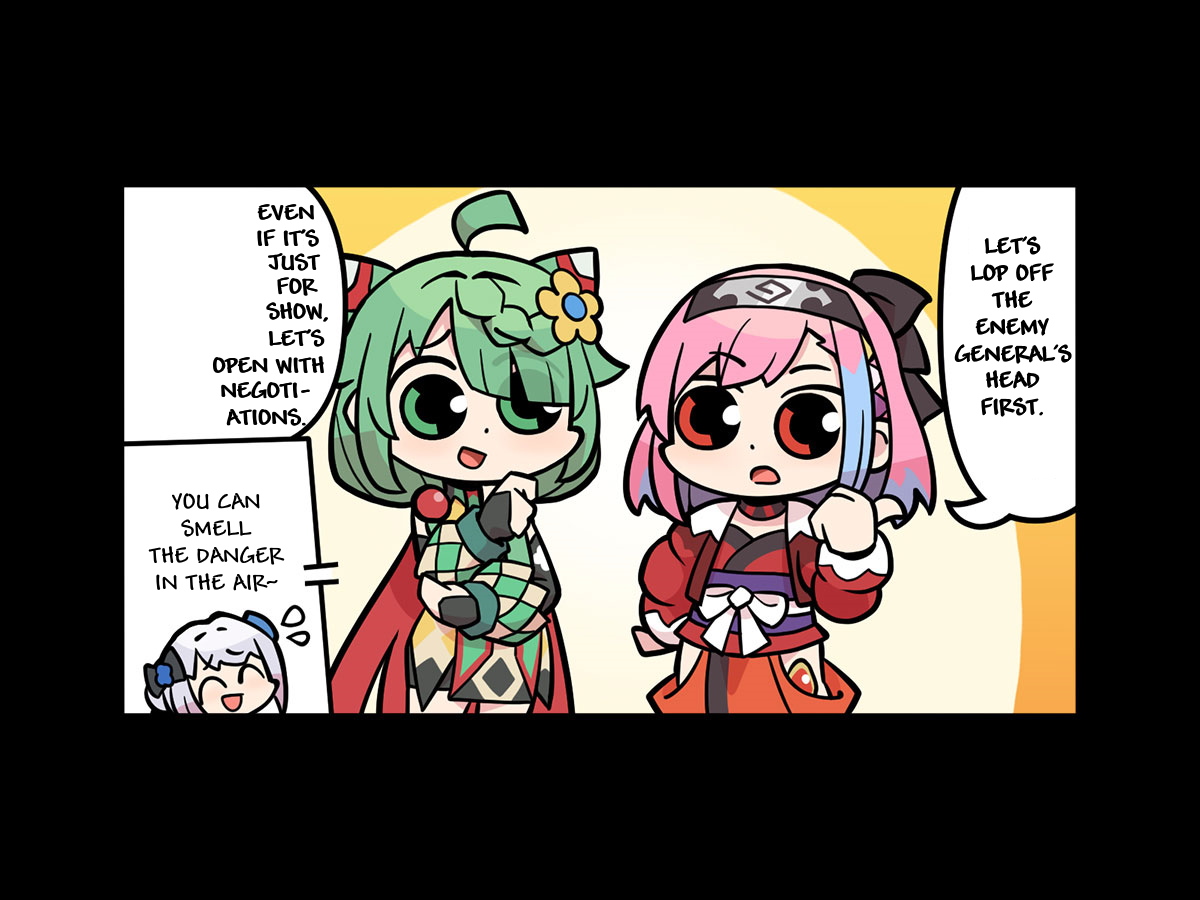 LET'S
LOP OFF
THE
ENEMY
GENERAL'S
HEAD
FIRST.
EVEN
IF IT'S
JUST
FOR
SHOW,
LET'S
OPEN WITH
NEGOTI-
ATIONS.
YOU CAN
SMELL
THE DANGER
IN THE AIR~